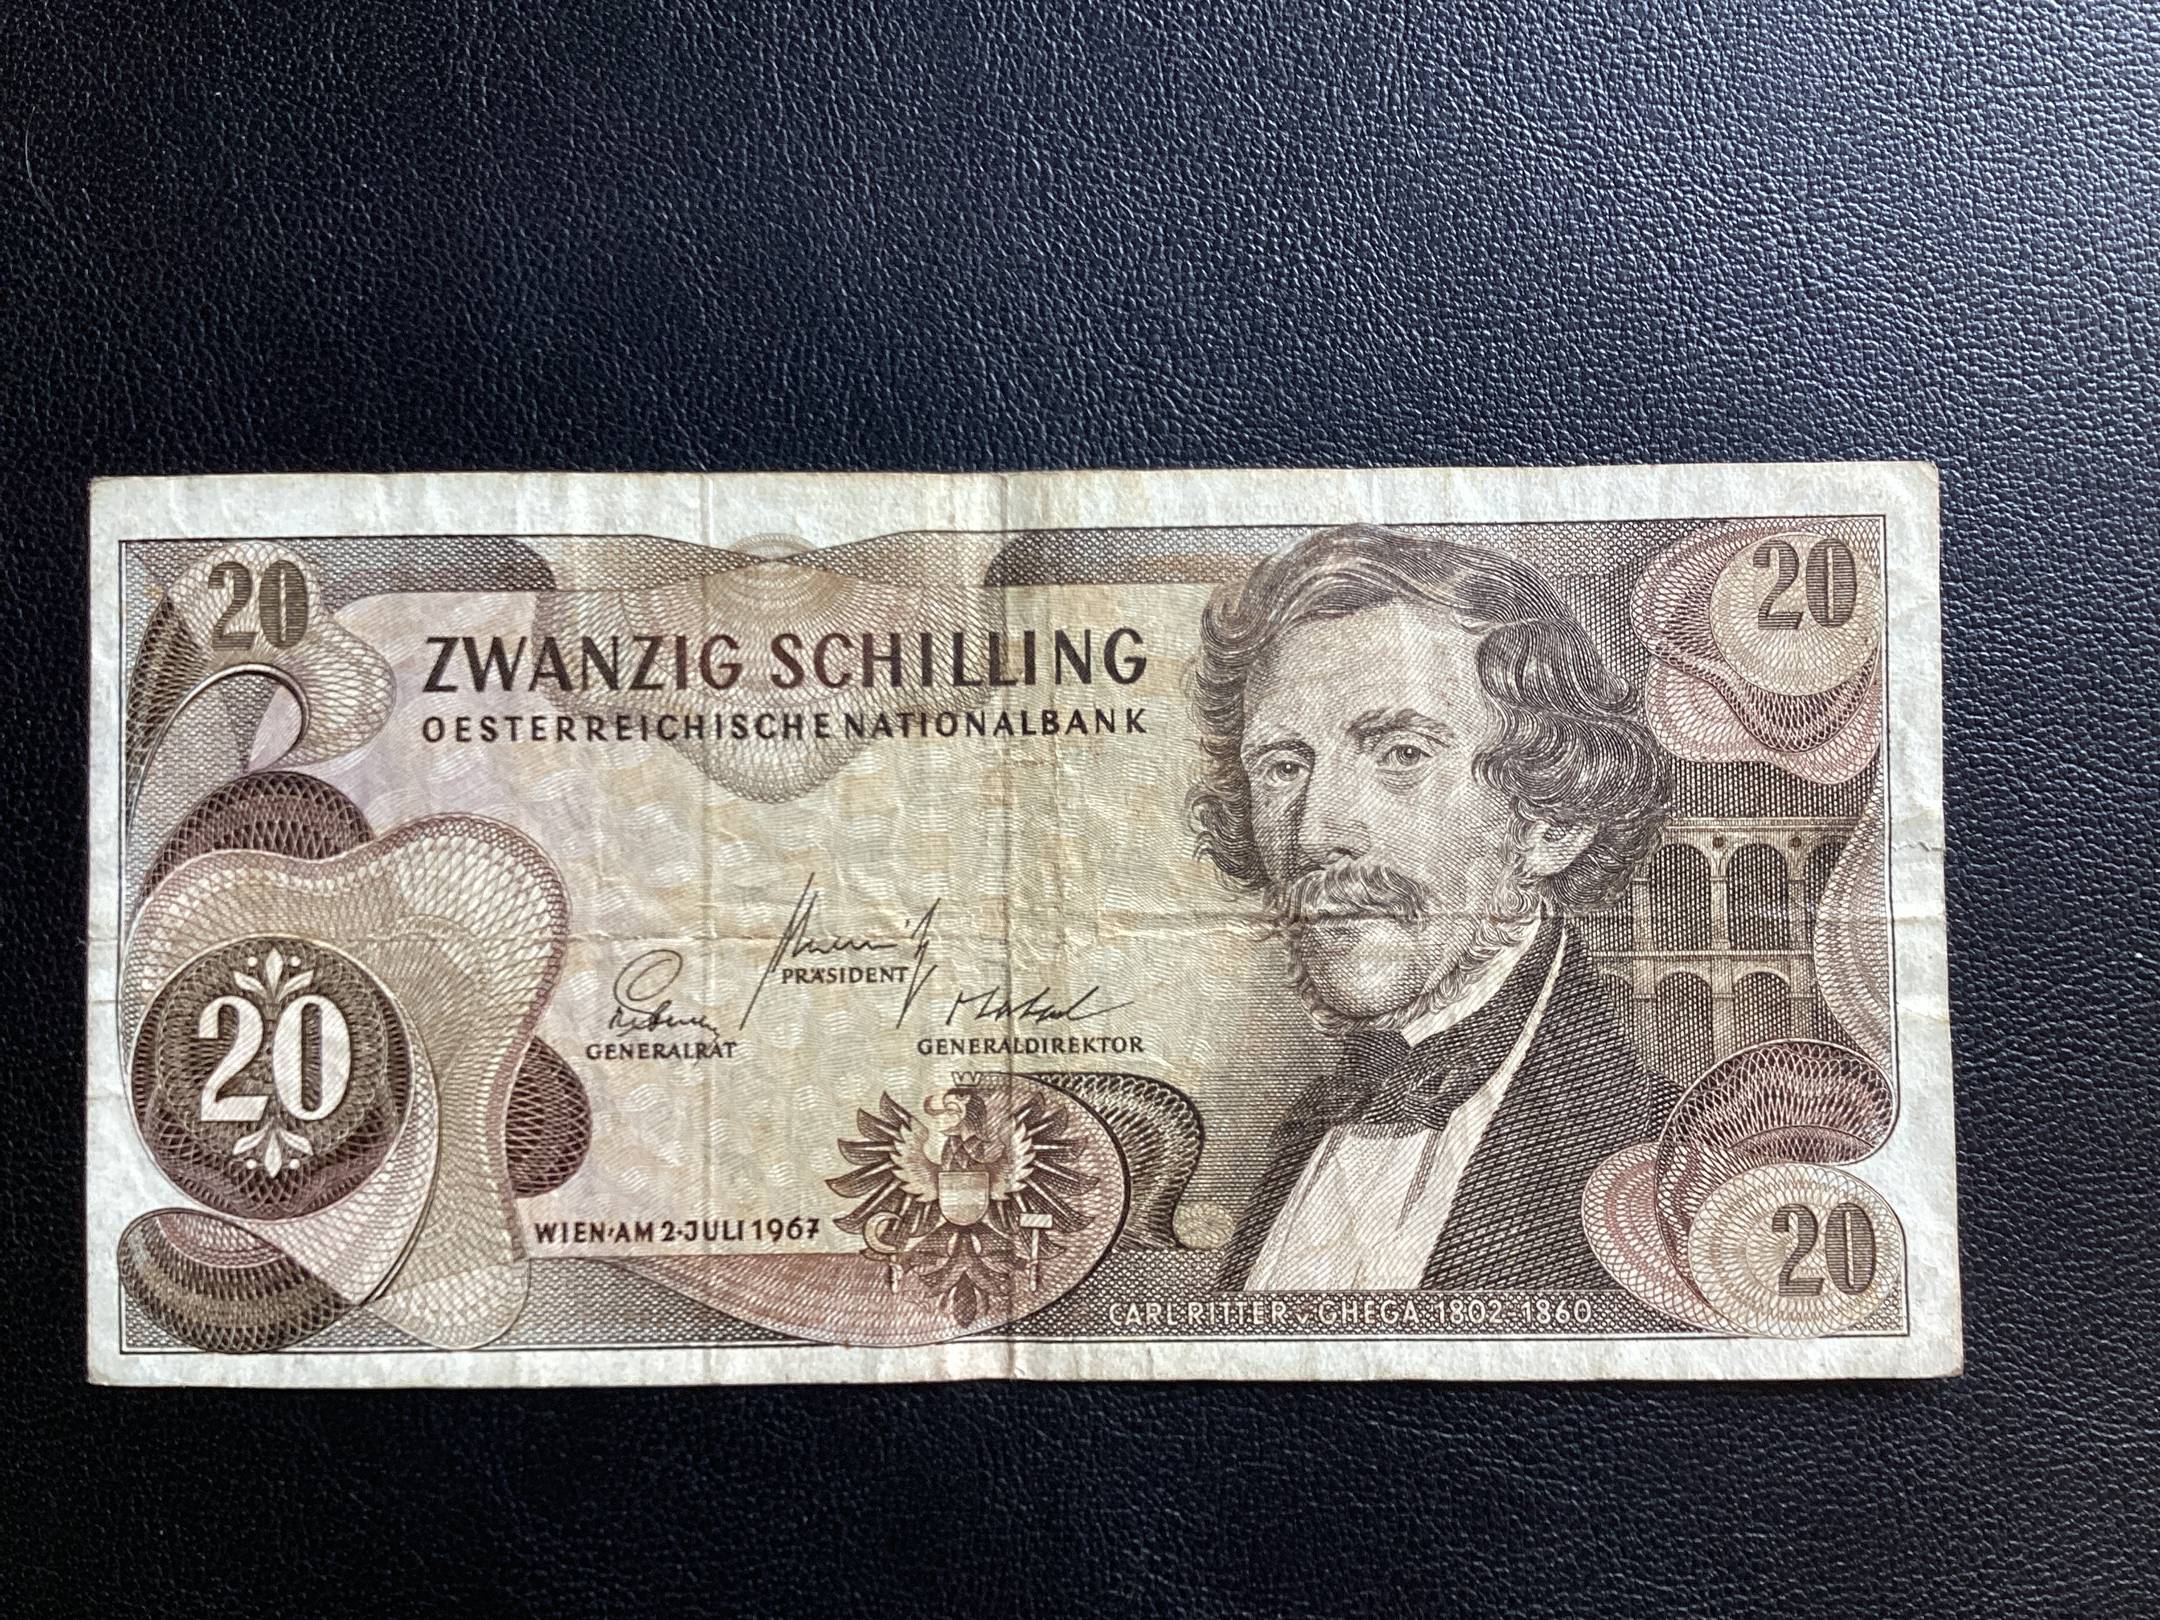 20
20
ZWANZIG SCHILLING
OESTERREICHISCHE NATIONALBANK
PRÄSIDENT
GENERALRAT
GENERALDIREKTOR
20
WIEN·AM 2·JULI 1967
20
CARL RITTER v GHEGA 1802-1860